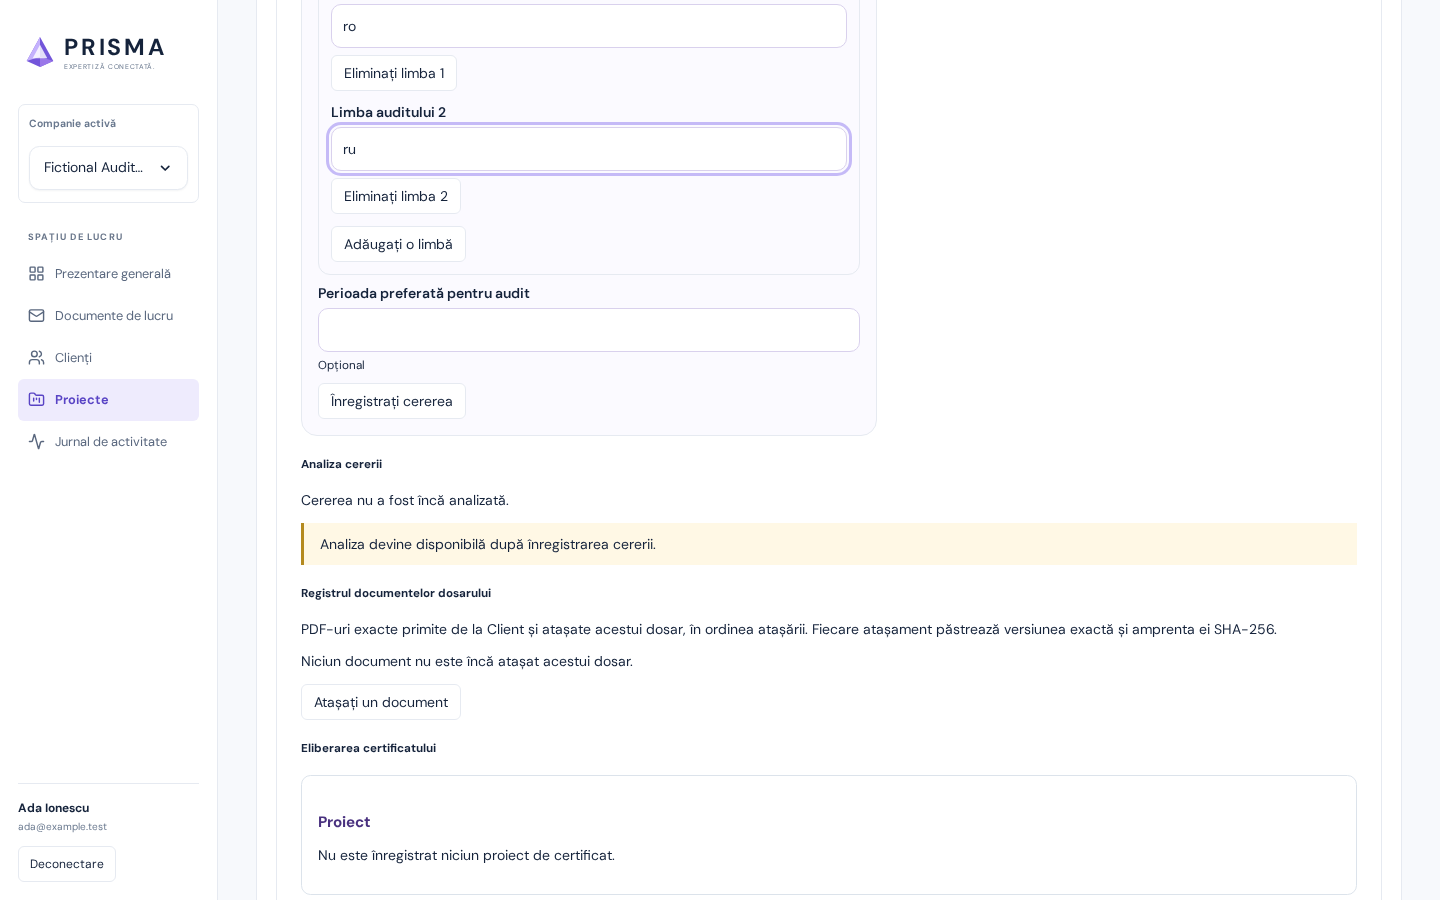 PRISMA
EXPERTIZĂ CONECTATĂ.
Companie activă
Fictional Audit...
SPAȚIU DE LUCRU
Prezentare generală
Documente de lucru
Clienți
Proiecte
Jurnal de activitate
Ada Ionescu
ada@example.test
Deconectare
ro
Eliminați limba 1
Limba auditului 2
ru
Eliminați limba 2
Adăugați o limbă
Perioada preferată pentru audit
Opțional
Înregistrați cererea
Analiza cererii
Cererea nu a fost încă analizată.
Analiza devine disponibilă după înregistrarea cererii.
Registrul documentelor dosarului
PDF-uri exacte primite de la Client și atașate acestui dosar, în ordinea atașării. Fiecare atașament păstrează versiunea exactă și amprenta ei SHA-256.
Niciun document nu este încă atașat acestui dosar.
Atașați un document
Eliberarea certificatului
Proiect
Nu este înregistrat niciun proiect de certificat.